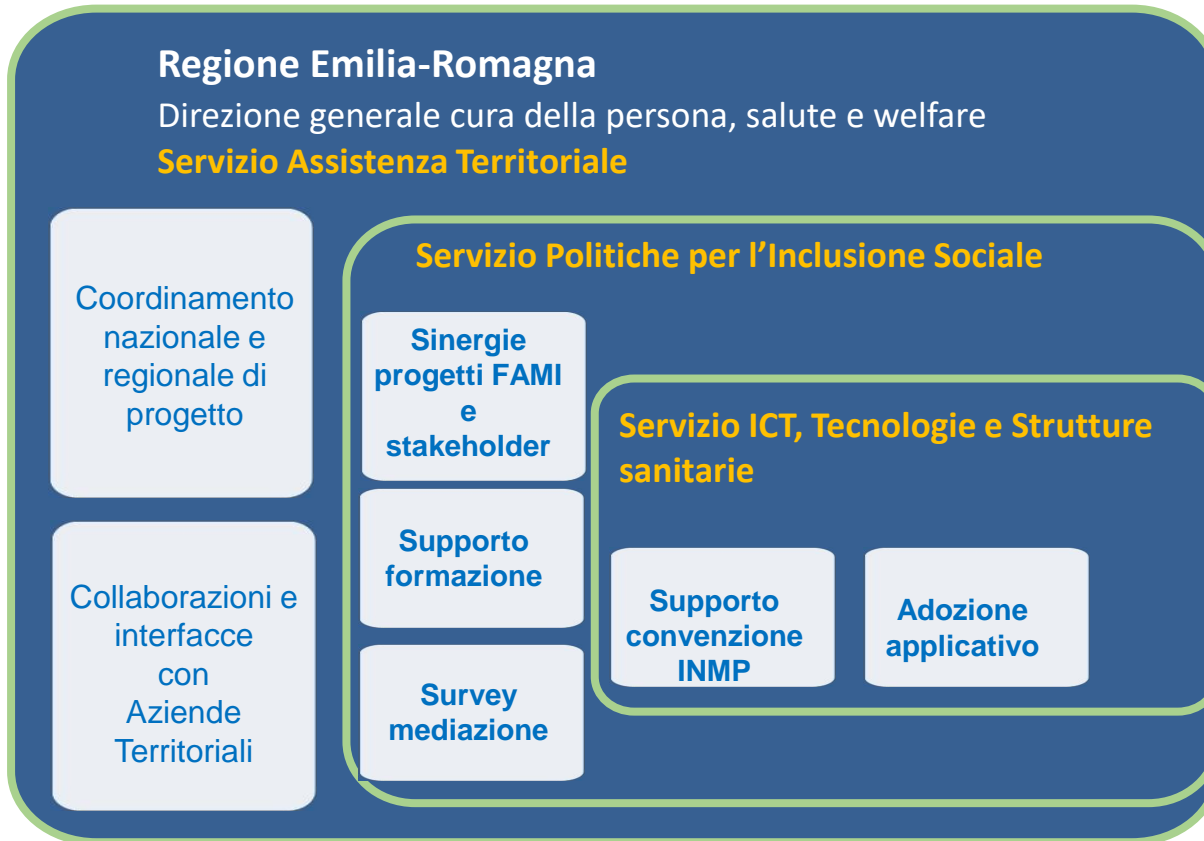 Regione Emilia-Romagna
Direzione generale cura della persona, salute e welfare
Servizio Assistenza Territoriale
Coordinamento
nazionale e
regionale di
progetto
Collaborazioni e
interfacce
con
Aziende
Territoriali
Servizio Politiche per l’Inclusione Sociale
Sinergie
progetti FAMI
e
stakeholder
Supporto
formazione
Survey
mediazione
Servizio ICT, Tecnologie e Strutture
sanitarie
Supporto
convenzione
INMP
Adozione
applicativo